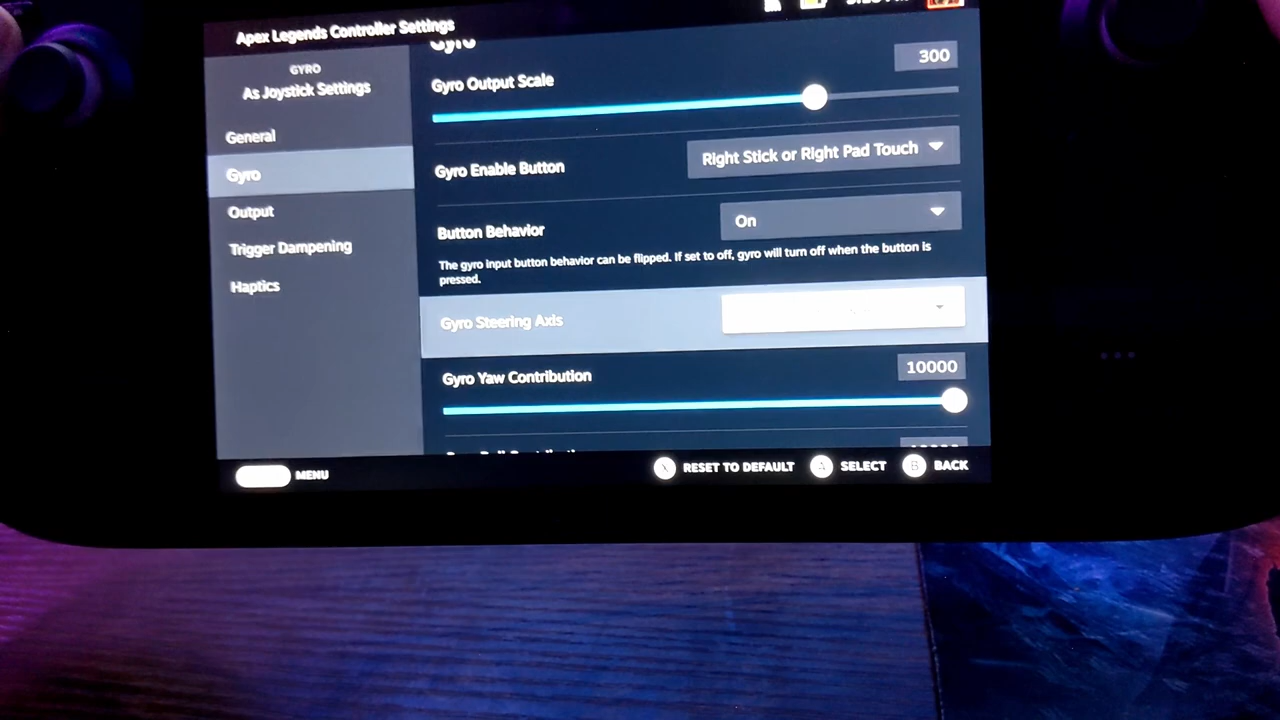 Apex Legends Controller Settings
GYRO
As Joystick Settings
General
Gyro
Output
Trigger Dampening
Haptics
Gyro
Gyro Output Scale
300
Gyro Enable Button
Right Stick or Right Pad Touch
Button Behavior
On
The gyro input button behavior can be flipped. If set to off, gyro will turn off when the button is
pressed.
Gyro Steering Axis
Gyro Yaw Contribution
10000
MENU
X RESET TO DEFAULT
A SELECT
B BACK